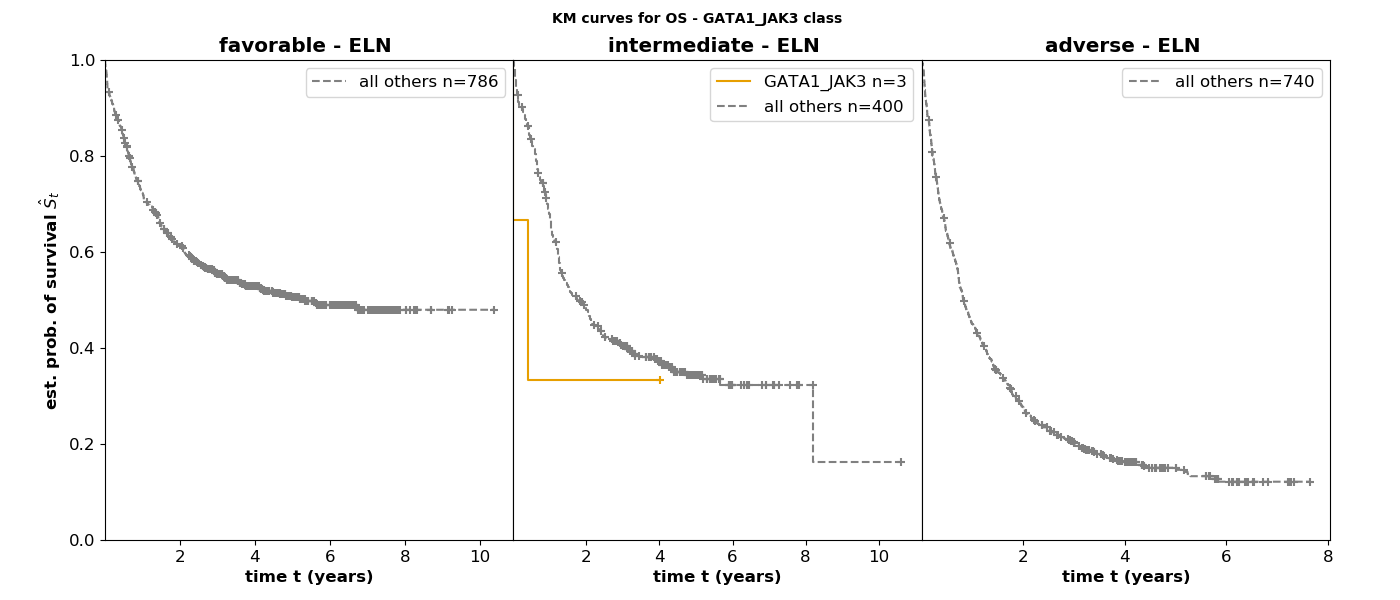 KM curves for OS - GATA1_JAK3 class
favorable - ELN
intermediate - ELN
adverse - ELN
est. prob. of survival Ŝt
1.0
0.8
0.6
0.4
0.2
0.0
all others n=786
GATA1_JAK3 n=3
all others n=400
all others n=740
2 4 6 8 10
2 4 6 8 10
2 4 6 8
time t (years)
time t (years)
time t (years)